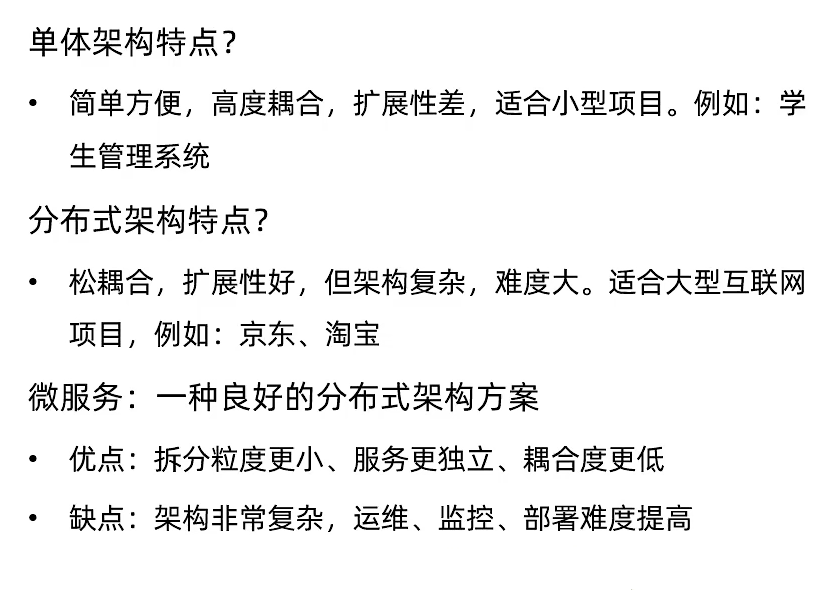 单体架构特点？
• 简单方便，高度耦合，扩展性差，适合小型项目。例如：学
生管理系统
分布式架构特点？
• 松耦合，扩展性好，但架构复杂，难度大。适合大型互联网
项目，例如：京东、淘宝
微服务：一种良好的分布式架构方案
• 优点：拆分粒度更小、服务更独立、耦合度更低
• 缺点：架构非常复杂，运维、监控、部署难度提高